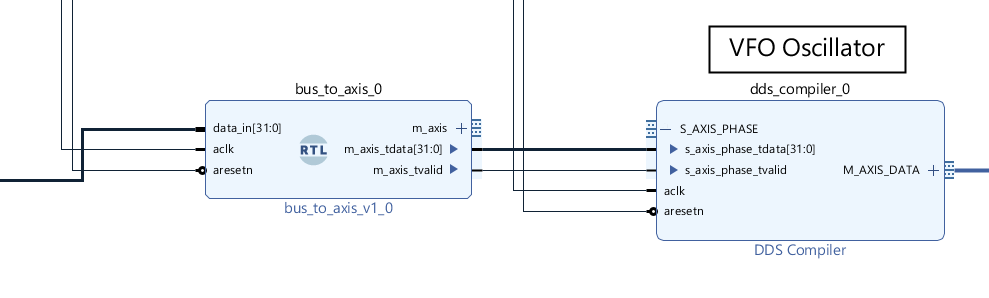 VFO Oscillator
bus_to_axis_0
data_in[31:0]
aclk
aresetn
RTL
m_axis
m_axis_tdata[31:0]
m_axis_tvalid
bus_to_axis_v1_0
dds_compiler_0
S_AXIS_PHASE
s_axis_phase_tdata[31:0]
s_axis_phase_tvalid
aclk
aresetn
M_AXIS_DATA
DDS Compiler